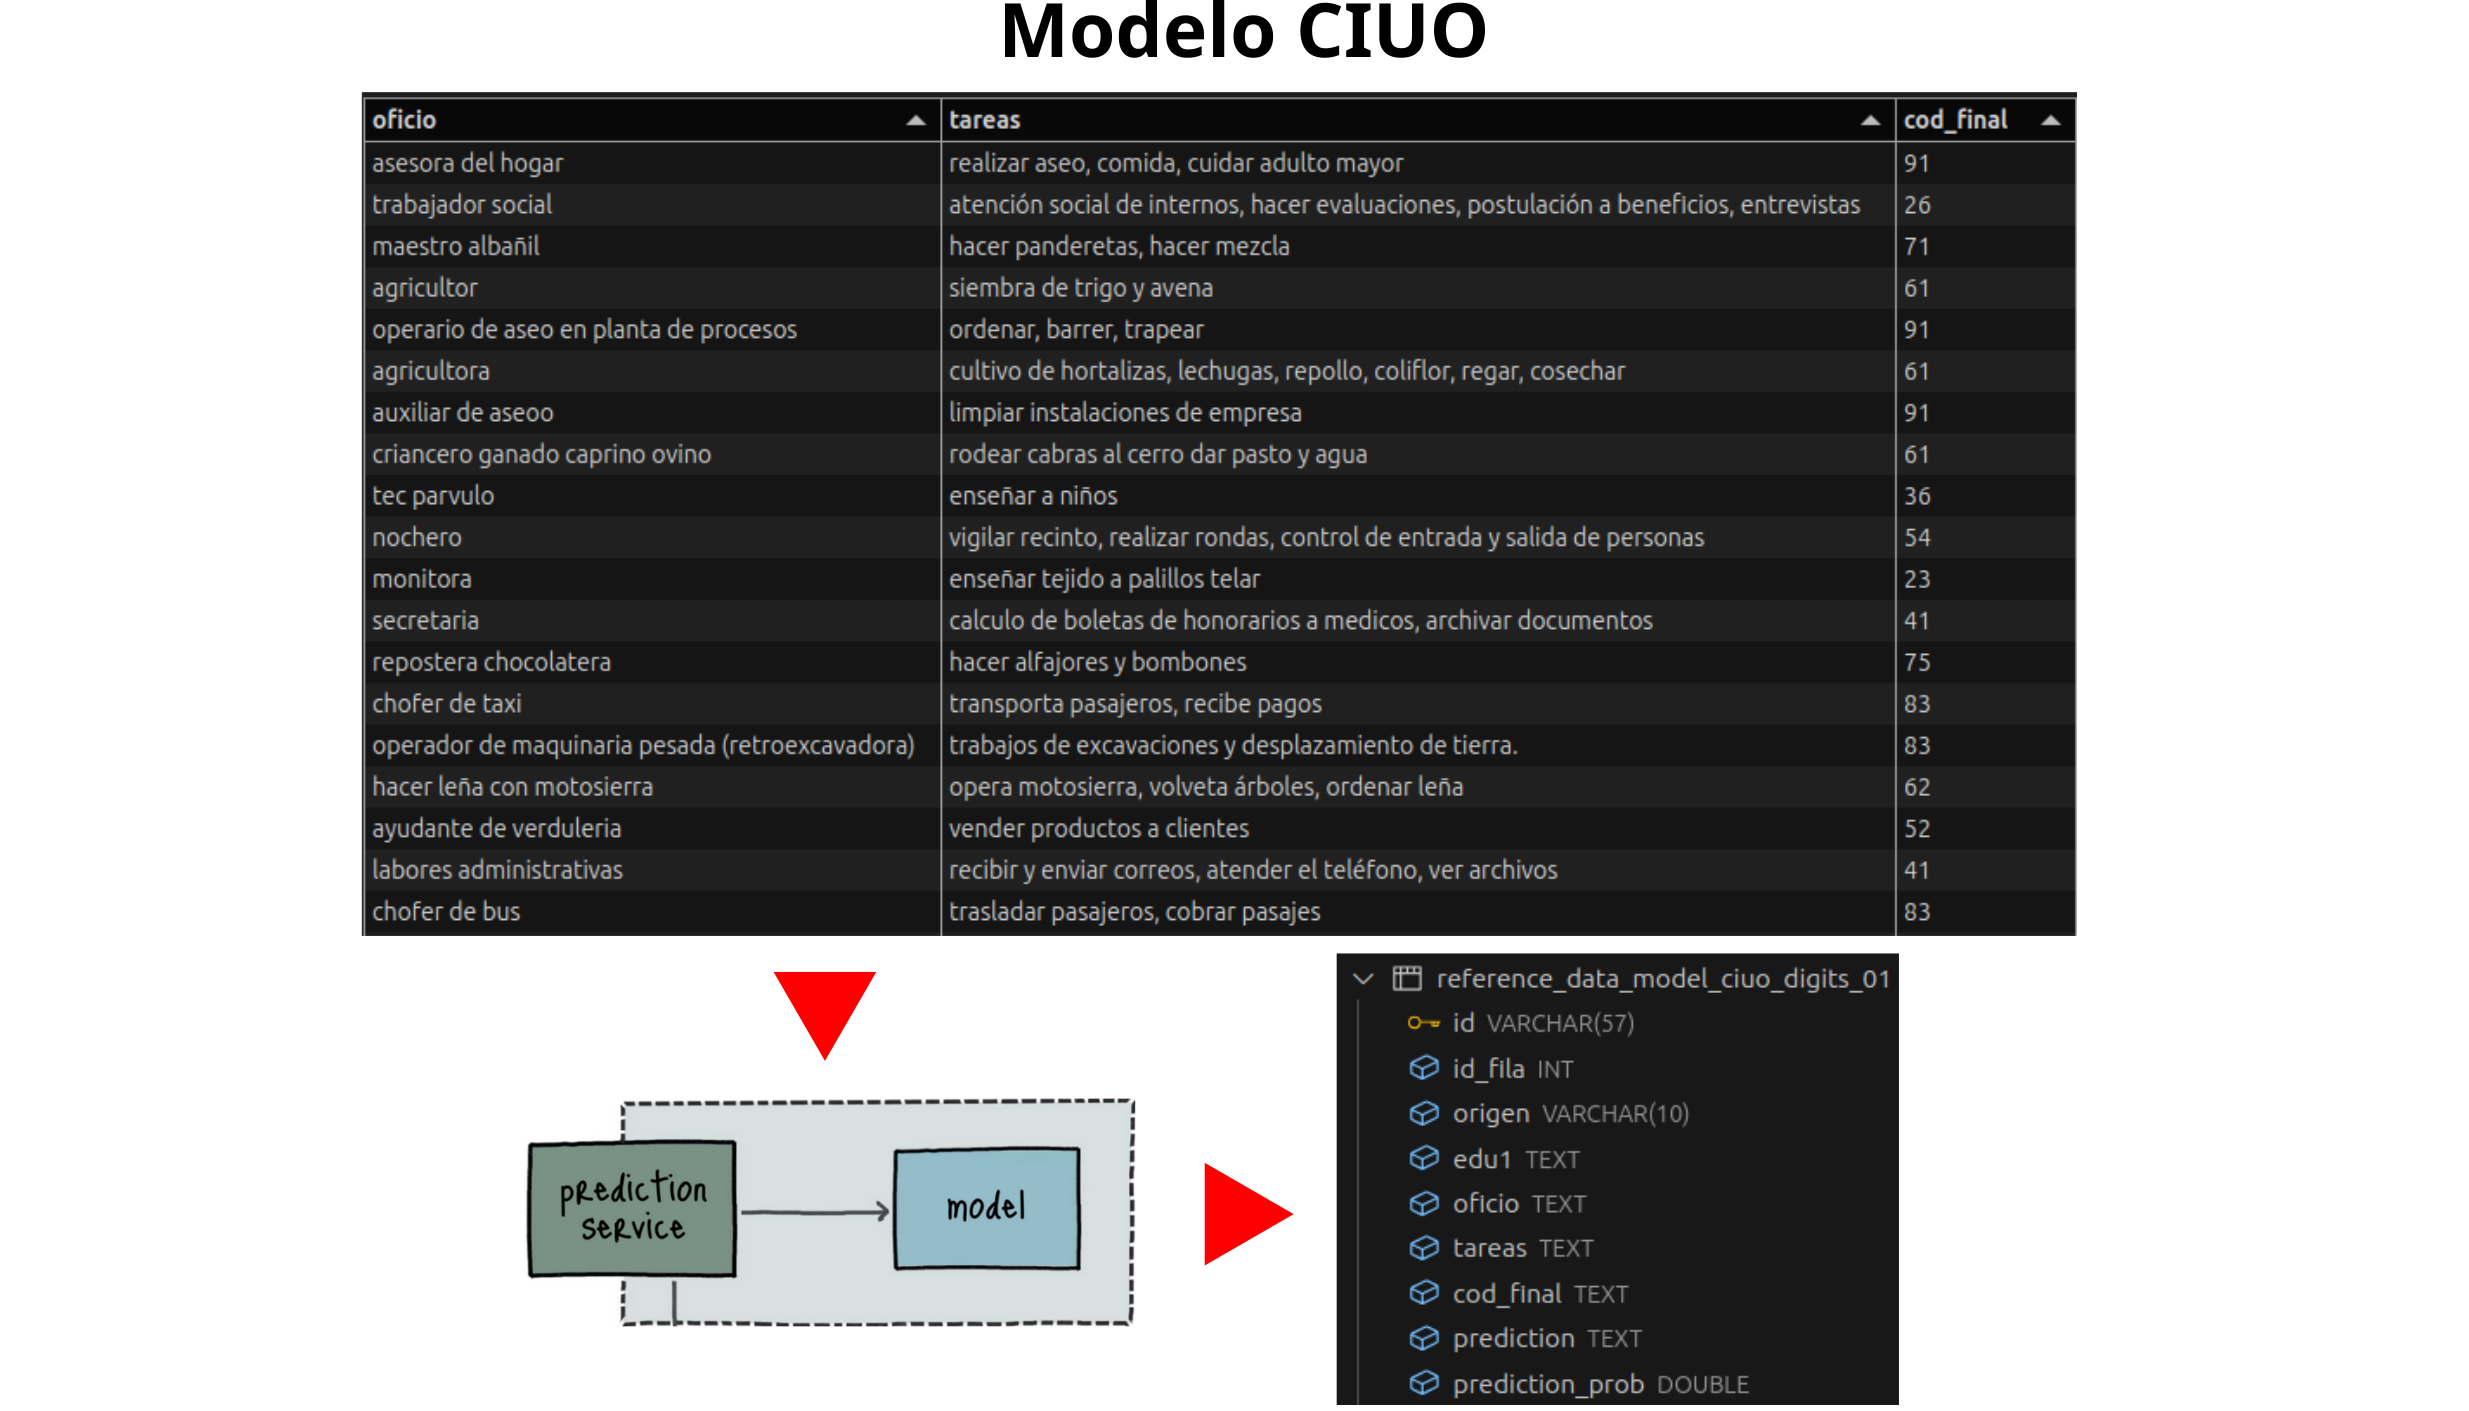 Modelo CIUO
oficio tareas cod_final
asesora del hogar realizar aseo, comida, cuidar adulto mayor 91
trabajador social atención social de internos, hacer evaluaciones, postulación a beneficios, entrevistas 26
maestro albañil hacer panderetas, hacer mezcla 71
agricultor siembra de trigo y avena 61
operario de aseo en planta de procesos ordenar, barrer, trapear 91
agricultora cultivo de hortalizas, lechugas, repollo, coliflor, regar, cosechar 61
auxiliar de aseoo limpiar instalaciones de empresa 91
criancero ganado caprino ovino rodear cabras al cerro dar pasto y agua 61
tec parvulo enseñar a niños 36
nochero vigilar recinto, realizar rondas, control de entrada y salida de personas 54
monitora enseñar tejido a palillos telar 23
secretaria calculo de boletas de honorarios a medicos, archivar documentos 41
repostera chocolatera hacer alfajores y bombones 75
chofer de taxi transporta pasajeros, recibe pagos 83
operador de maquinaria pesada (retroexcavadora) trabajos de excavaciones y desplazamiento de tierra. 83
hacer leña con motosierra opera motosierra, volveta árboles, ordenar leña 62
ayudante de verduleria vender productos a clientes 52
labores administrativas recibir y enviar correos, atender el teléfono, ver archivos 41
chofer de bus trasladar pasajeros, cobrar pasajes 83
prediction
service
model
reference_data_model_ciuo_digits_01
id VARCHAR(57)
id_fila INT
origen VARCHAR(10)
edu1 TEXT
oficio TEXT
tareas TEXT
cod_final TEXT
prediction TEXT
prediction_prob DOUBLE